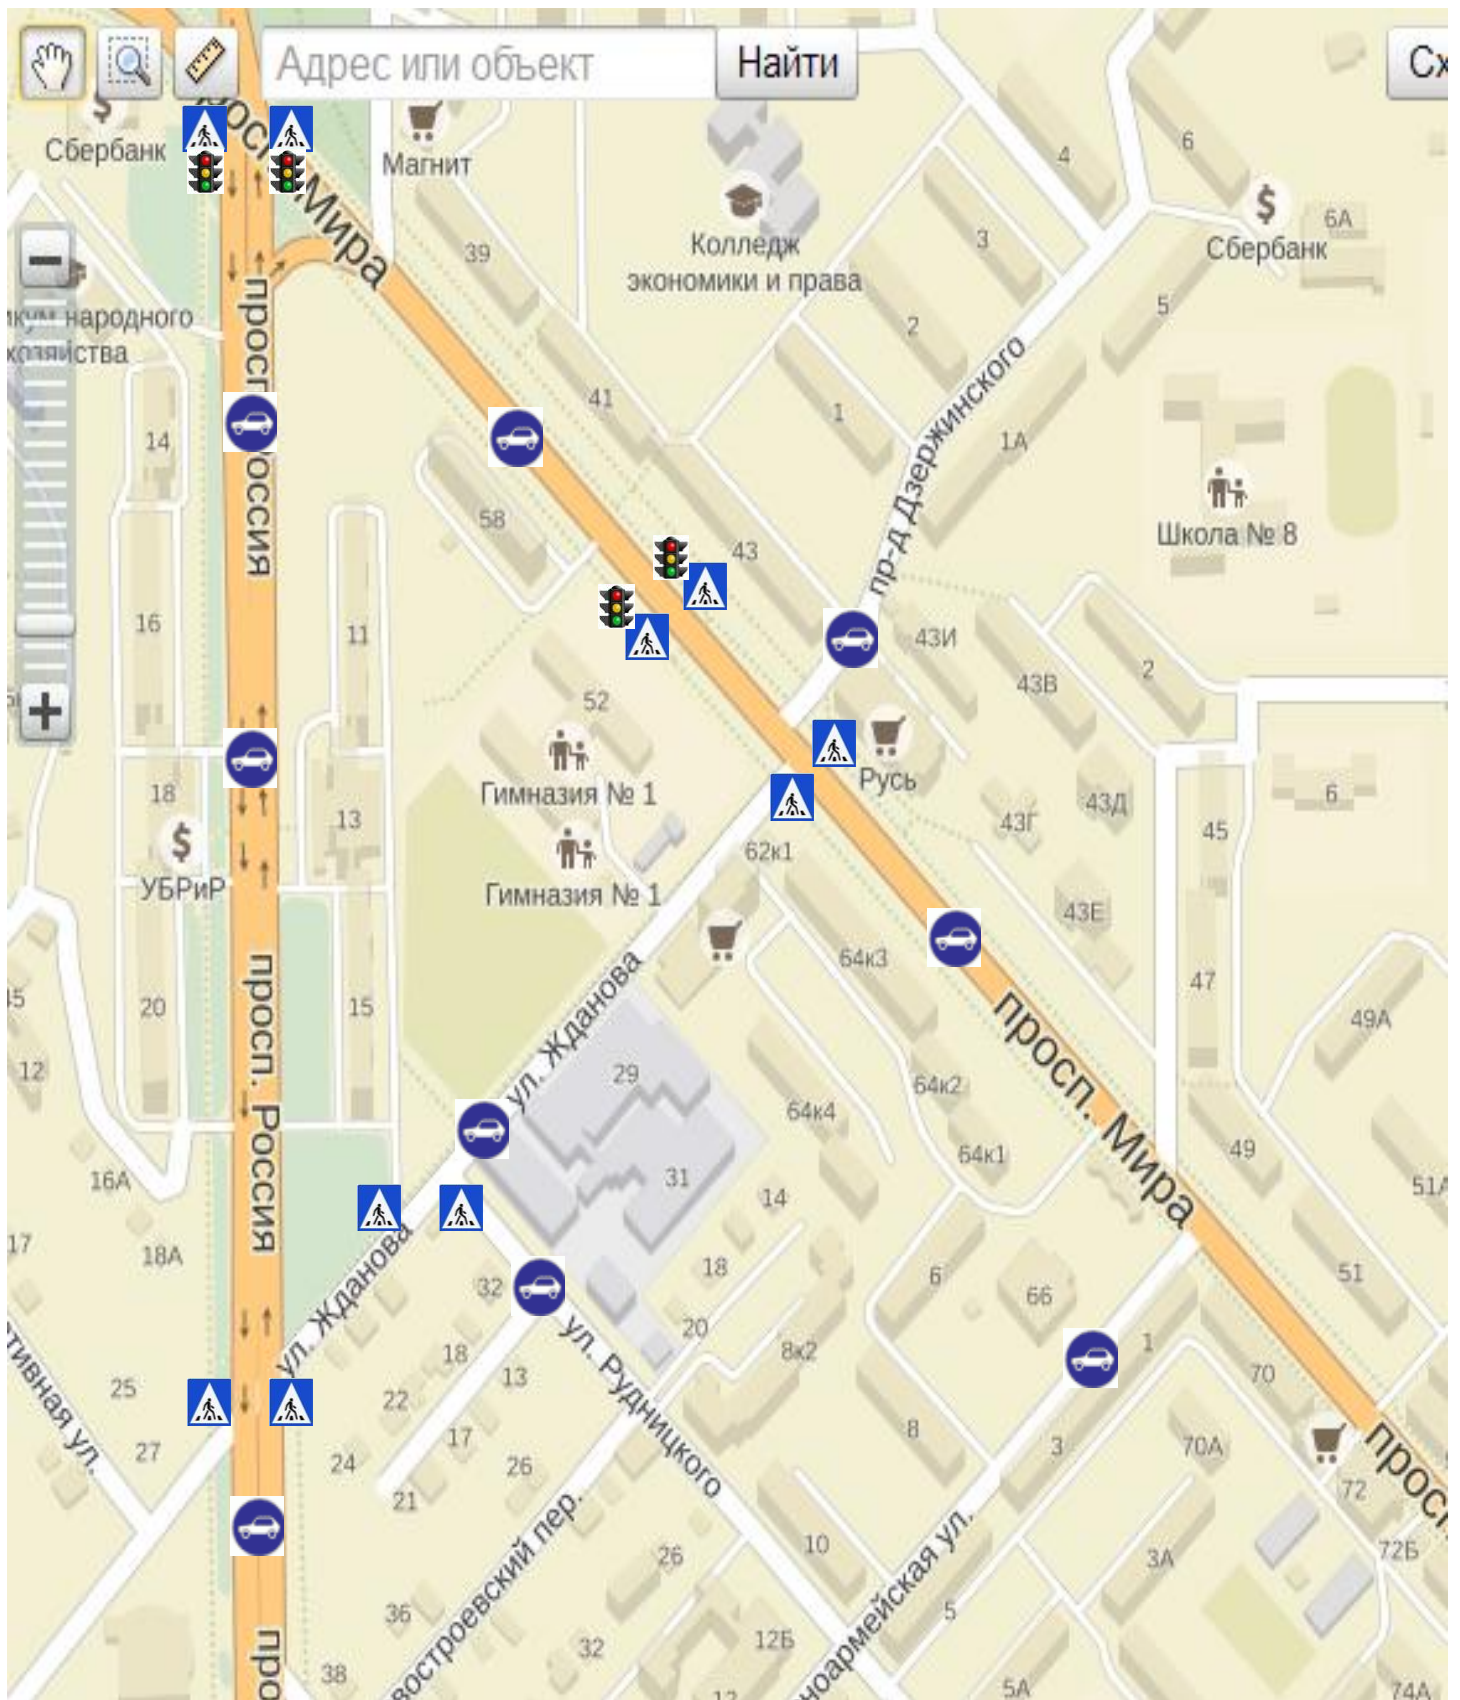 Адрес или объект
Найти
Сбербанк
Магнит
просп. Мира
39
Колледж
экономики и права
4
6
3
Сбербанк
6А
5
2
народного
хозяйства
41
1
пр-д Дзержинского
1А
14
58
43
Школа № 8
16
11
52
43И
43В
2
Гимназия № 1
Гимназия № 1
Русь
18
13
УБРиР
62к1
43Г
43Д
43Е
45
6
47
49А
просп. Россия
20
15
12
ул. Жданова
29
31
64к3
64к2
64к4
64к1
просп. Мира
49
51
16А
18А
17
14
18
20
32
ул. Жданова
ул. Рудницкого
8к2
6
66
1
70
8
3
70А
72
72Б
25
27
22
18
13
17
24
21
26
26
10
3А
5
5А
36
38
32
12Б
74А